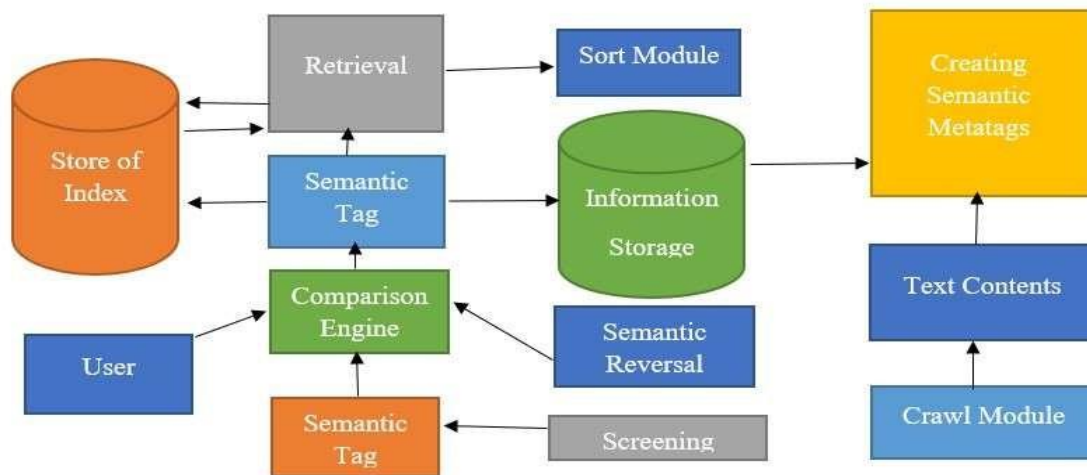 Retrieval
Sort Module
Creating
Semantic
Metatags
Store of
Index
Semantic
Tag
Information
Storage
Comparison
Engine
Text Contents
User
Semantic
Reversal
Semantic
Tag
Screening
Crawl Module